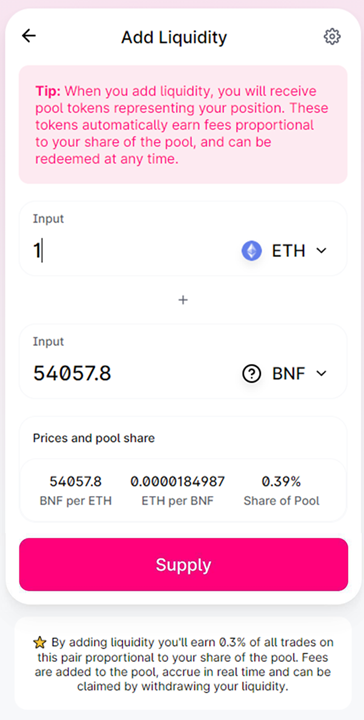 Add Liquidity
Tip: When you add liquidity, you will receive
pool tokens representing your position. These
tokens automatically earn fees proportional
to your share of the pool, and can be
redeemed at any time.
Input
1
ETH
+
Input
54057.8
BNF
Prices and pool share
54057.8 0.0000184987 0.39%
BNF per ETH ETH per BNF Share of Pool
Supply
⭐ By adding liquidity you'll earn 0.3% of all trades on
this pair proportional to your share of the pool. Fees
are added to the pool, accrue in real time and can be
claimed by withdrawing your liquidity.